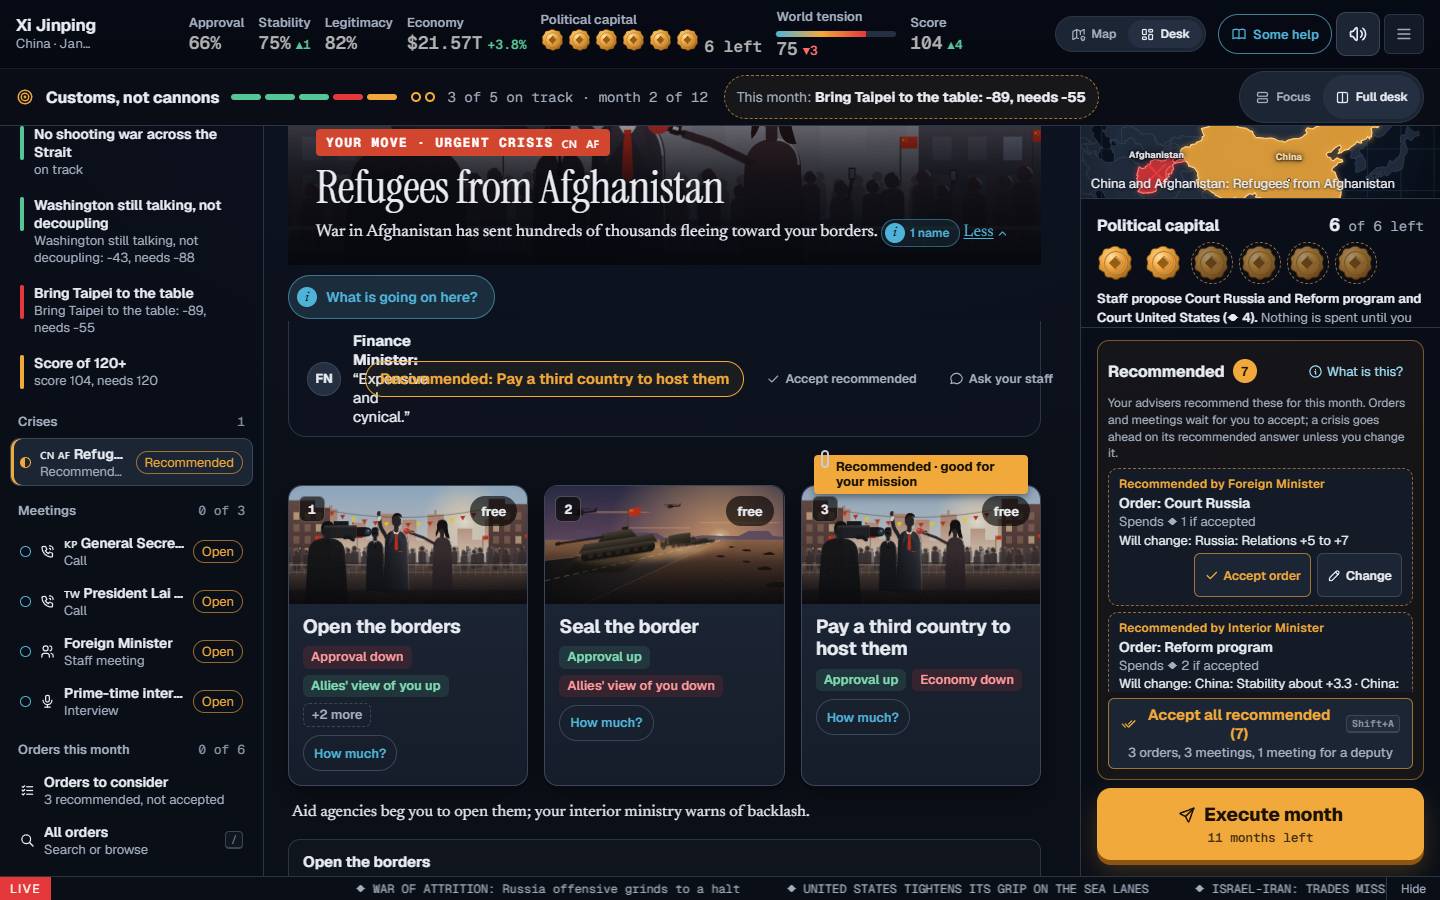 Xi Jinping
China · Jan...
Approval
66%
Stability
75% ▴1
Legitimacy
82%
Economy
$21.57T +3.8%
Political capital
6 left
World tension
75 ▾3
Score
104 ▴4
Map
Desk
Some help
Customs, not cannons
3 of 5 on track · month 2 of 12
This month: Bring Taipei to the table: -89, needs -55
Focus
Full desk
No shooting war across the
Strait
on track
Washington still talking, not
decoupling
Washington still talking, not
decoupling: -43, needs -88
Bring Taipei to the table
Bring Taipei to the table: -89,
needs -55
Score of 120+
score 104, needs 120
Crises 1
CN AF Refug...
Recommend...
Recommended
Meetings 0 of 3
KP General Secre...
Call
Open
TW President Lai ...
Call
Open
Foreign Minister
Staff meeting
Open
Prime-time inter...
Interview
Open
Orders this month 0 of 6
Orders to consider
3 recommended, not accepted
All orders
Search or browse
/
YOUR MOVE · URGENT CRISIS CN AF
Refugees from Afghanistan
War in Afghanistan has sent hundreds of thousands fleeing toward your borders. i 1 name Less
i What is going on here?
FN
Finance
Minister:
“Expensive
and
cynical.”
Recommended: Pay a third country to host them
Accept recommended
Ask your staff
Recommended · good for
your mission
1
free
Open the borders
Approval down
Allies' view of you up
+2 more
How much?
2
free
Seal the border
Approval up
Allies' view of you down
How much?
3
free
Pay a third country to
host them
Approval up
Economy down
How much?
Aid agencies beg you to open them; your interior ministry warns of backlash.
Open the borders
Afghanistan
China
China and Afghanistan: Refugees from Afghanistan
Political capital 6 of 6 left
Staff propose Court Russia and Reform program and
Court United States (◆ 4). Nothing is spent until you
Recommended 7
What is this?
Your advisers recommend these for this month. Orders
and meetings wait for you to accept; a crisis goes
ahead on its recommended answer unless you change
it.
Recommended by Foreign Minister
Order: Court Russia
Spends ◆ 1 if accepted
Will change: Russia: Relations +5 to +7
Accept order
Change
Recommended by Interior Minister
Order: Reform program
Spends ◆ 2 if accepted
Will change: China: Stability about +3.3 · China:
Accept all recommended
(7)
Shift+A
3 orders, 3 meetings, 1 meeting for a deputy
Execute month
11 months left
LIVE
◆ WAR OF ATTRITION: Russia offensive grinds to a halt
◆ UNITED STATES TIGHTENS ITS GRIP ON THE SEA LANES
◆ ISRAEL-IRAN: TRADES MISS
Hide